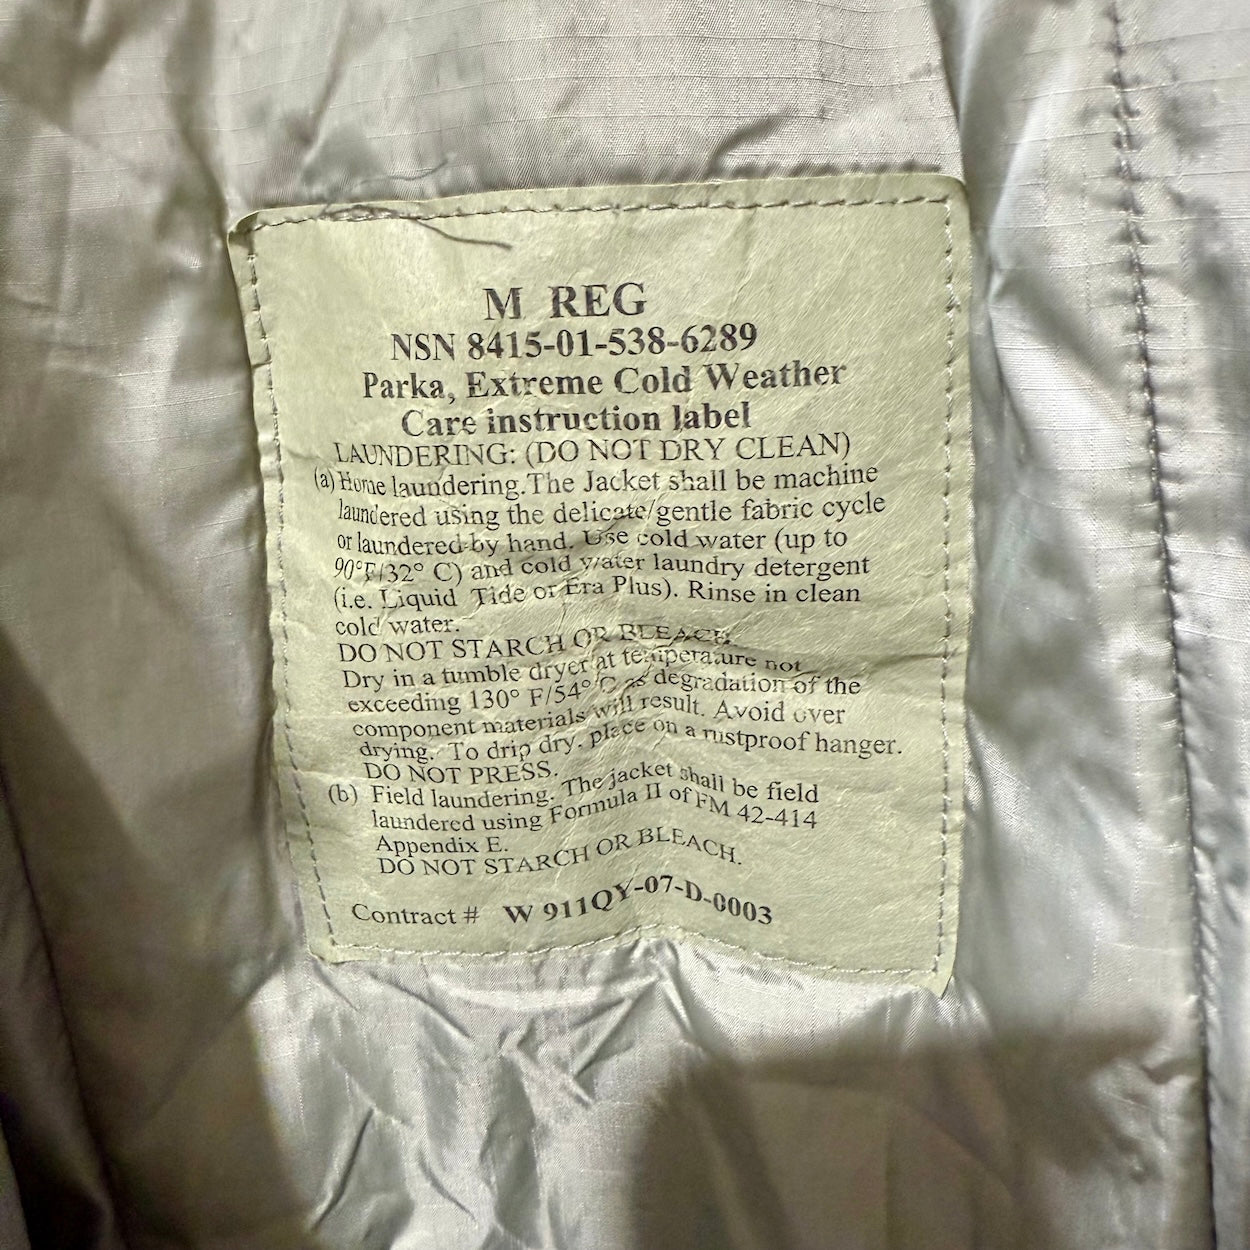 M REG
NSN 8415-01-538-6289
Parka, Extreme Cold Weather
Care instruction label
LAUNDERING: (DO NOT DRY CLEAN)
(a) Home laundering. The Jacket shall be machine
laundered using the delicate/gentle fabric cycle
or laundered by hand. Use cold water (up to
90°F/32° C) and cold water laundry detergent
(i.e. Liquid Tide or Era Plus). Rinse in clean
cold water.
DO NOT STARCH OR BLEACH.
Dry in a tumble dryer at temperature not
exceeding 130° F/54° C as degradation of the
component materials will result. Avoid over
drying. To drip dry, place on a rustproof hanger.
DO NOT PRESS.
(b) Field laundering. The jacket shall be field
laundered using Formula II of FM 42-414
Appendix E.
DO NOT STARCH OR BLEACH.
Contract # W 911QY-07-D-0003